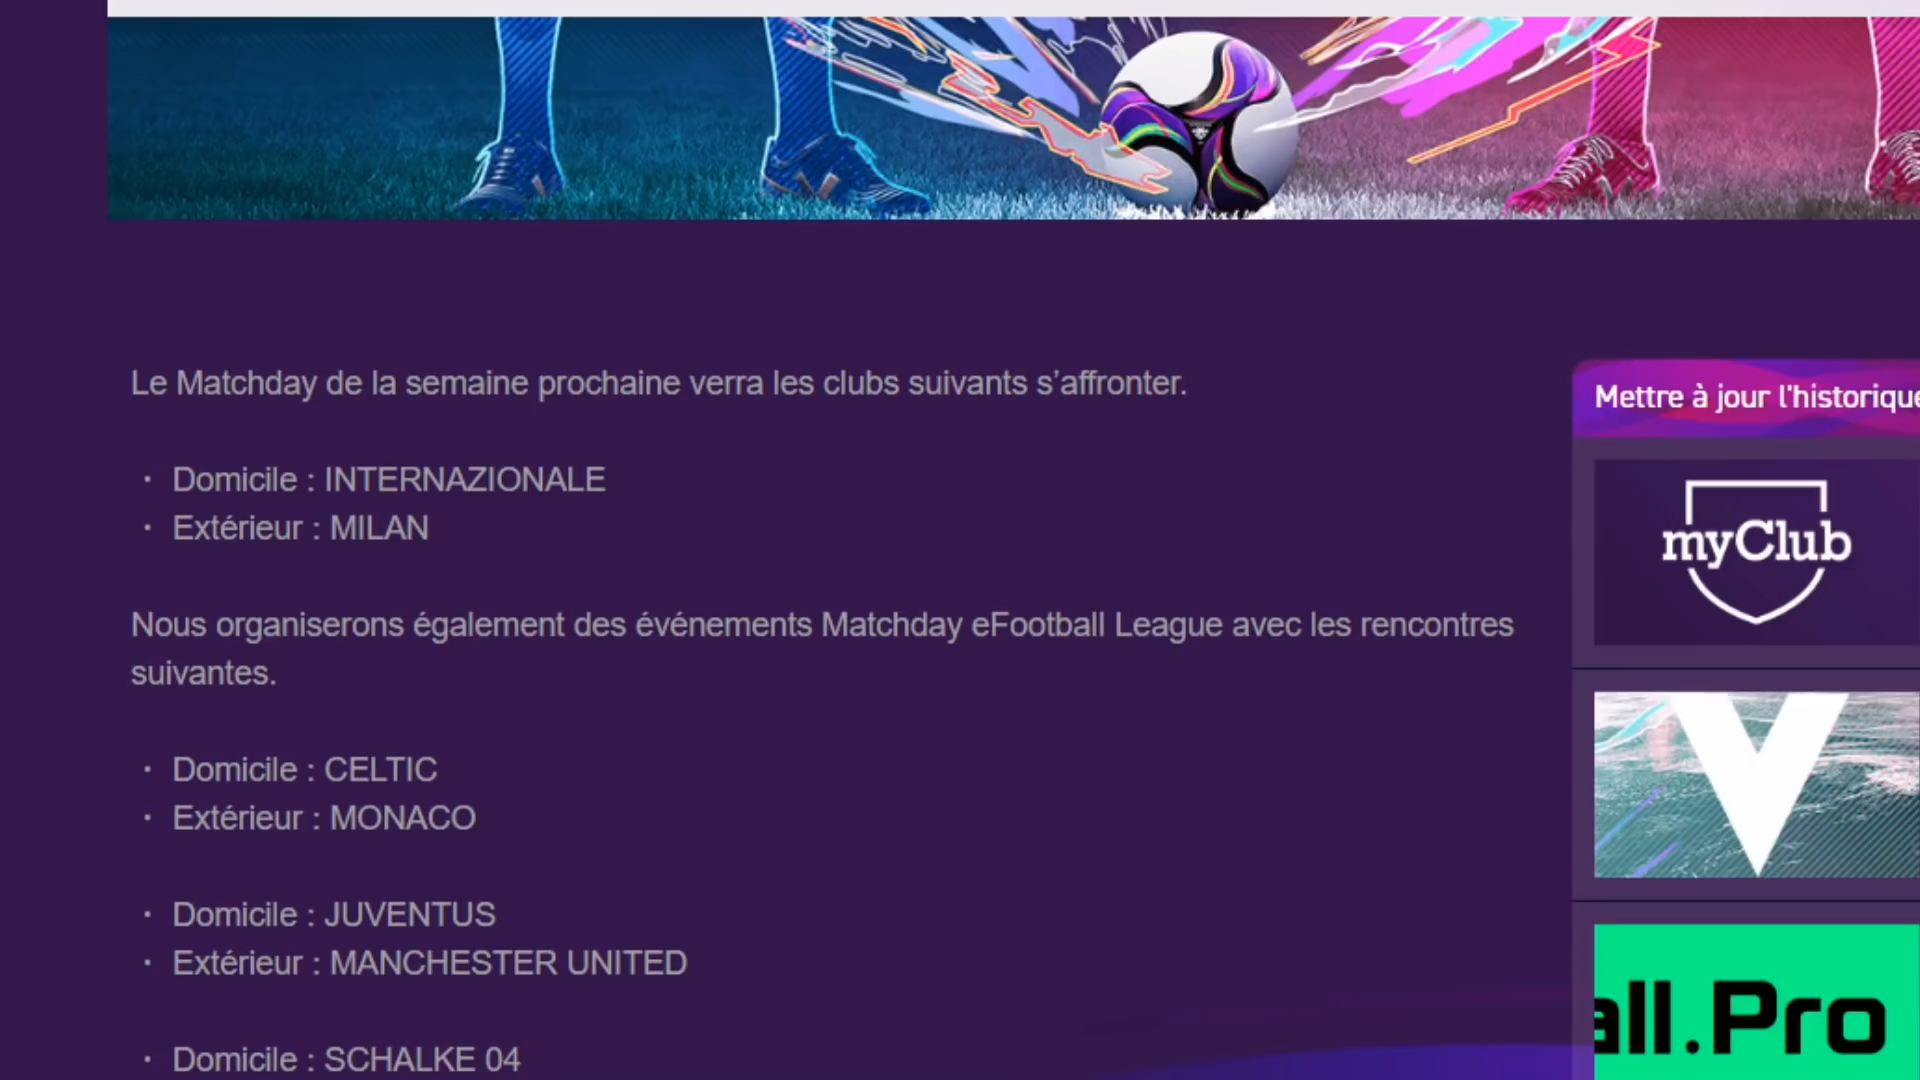 Le Matchday de la semaine prochaine verra les clubs suivants s’affronter.
· Domicile : INTERNAZIONALE
· Extérieur : MILAN
Nous organiserons également des événements Matchday eFootball League avec les rencontres
suivantes.
· Domicile : CELTIC
· Extérieur : MONACO
· Domicile : JUVENTUS
· Extérieur : MANCHESTER UNITED
· Domicile : SCHALKE 04
Mettre à jour l'historique
myClub
all.Pro